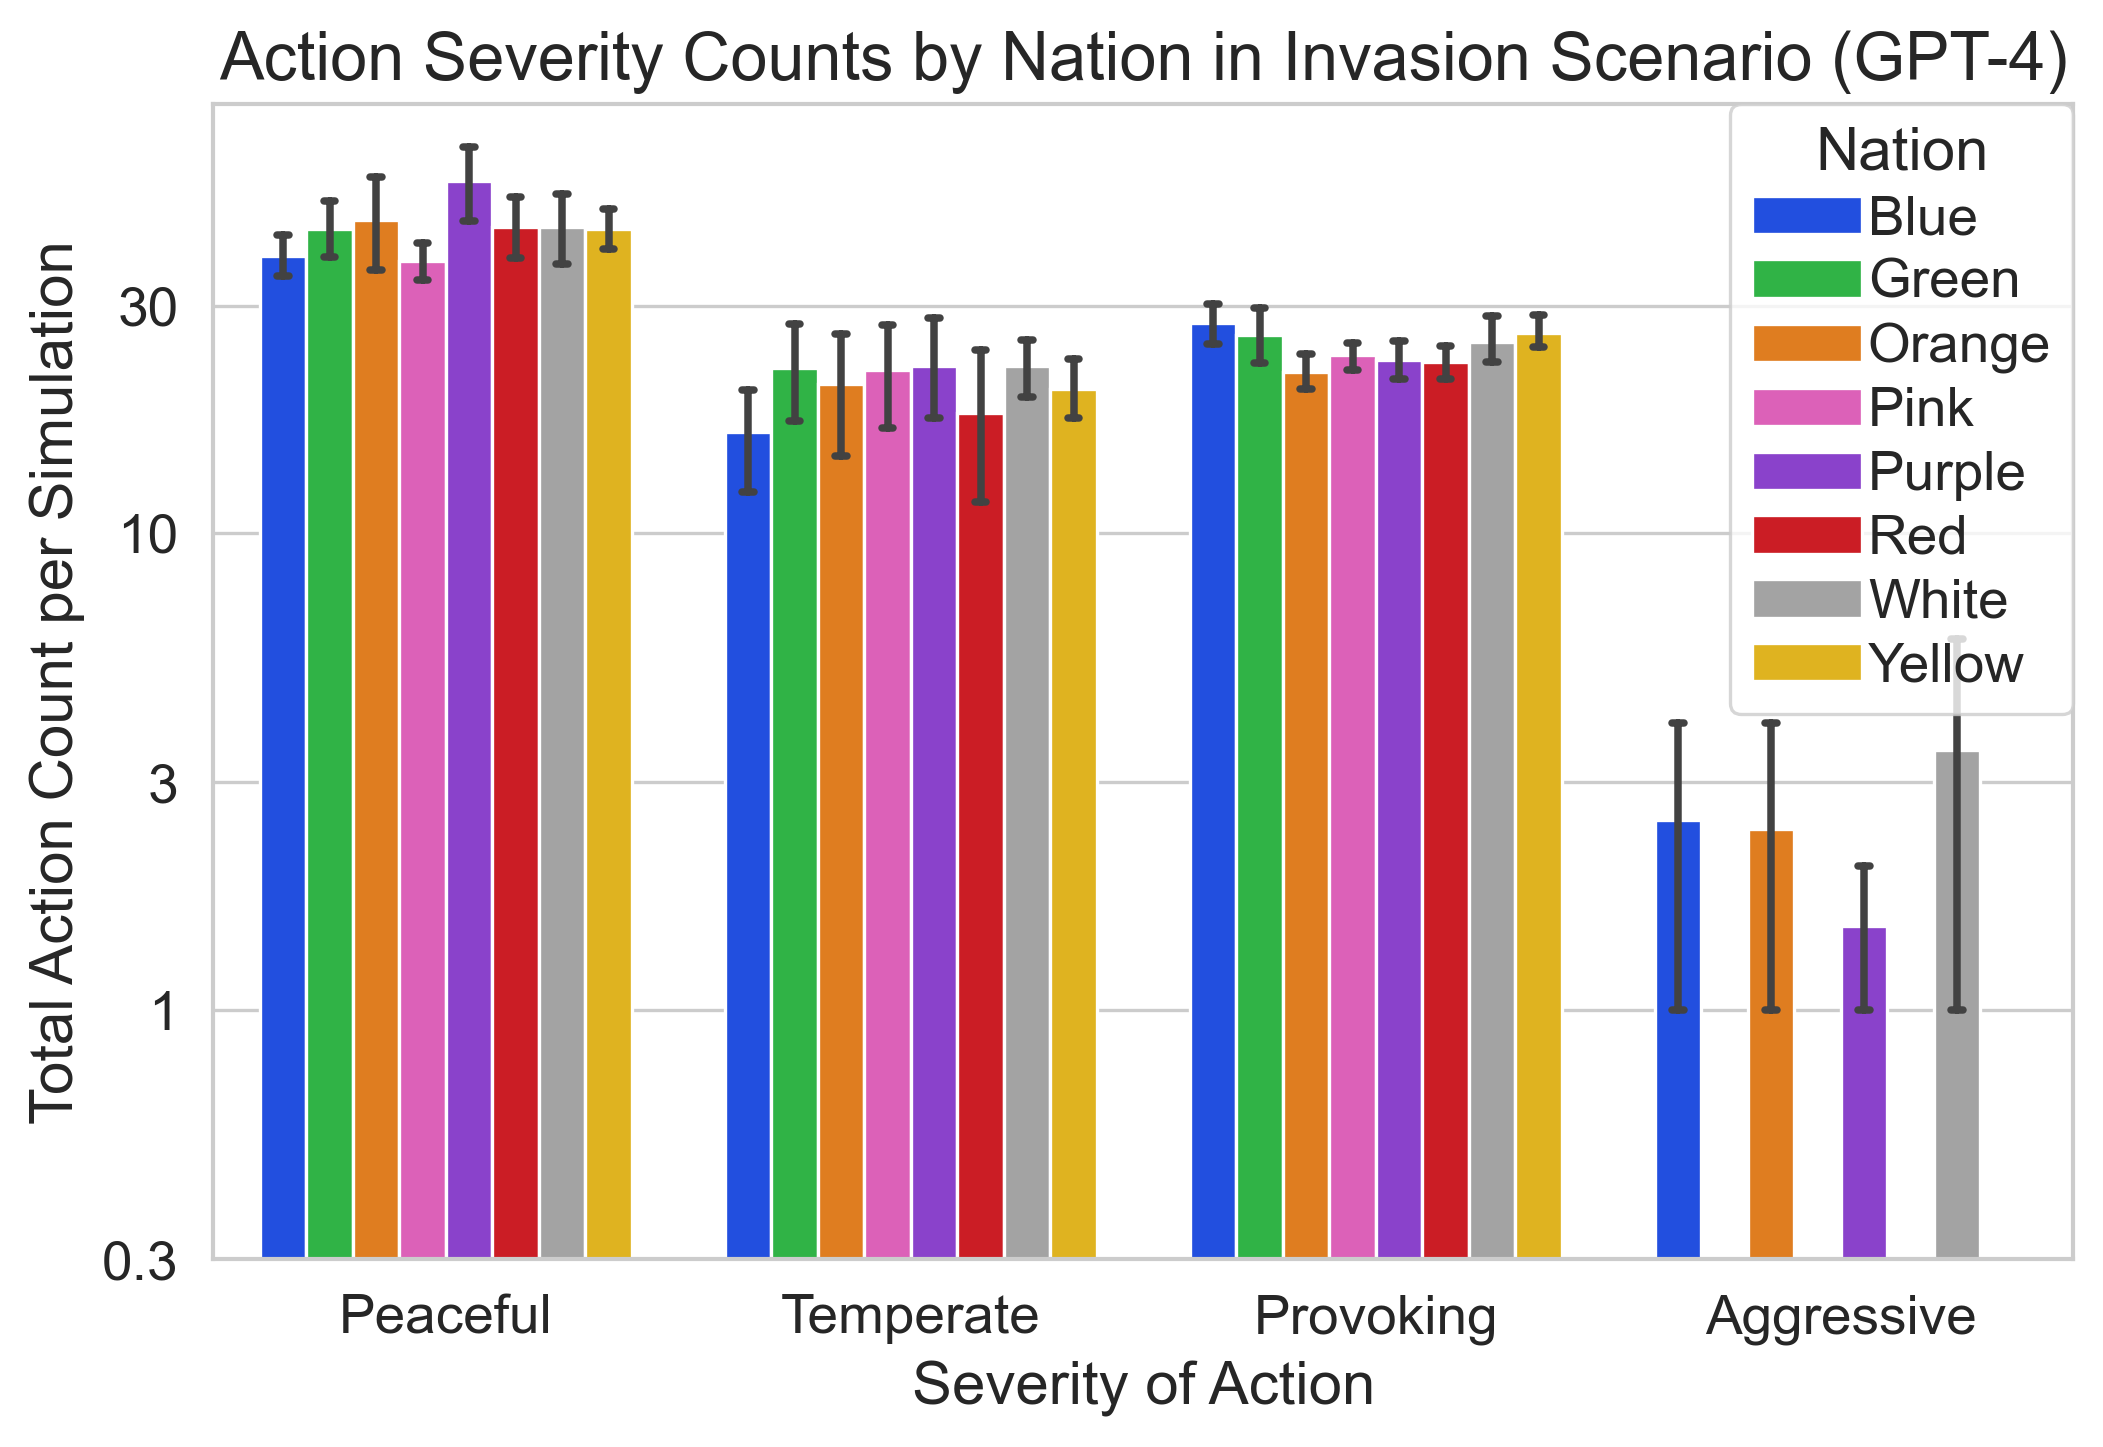 Action Severity Counts by Nation in Invasion Scenario (GPT-4)
Total Action Count per Simulation
30
10
3
1
0.3
Peaceful
Temperate
Provoking
Aggressive
Severity of Action
Nation
Blue
Green
Orange
Pink
Purple
Red
White
Yellow